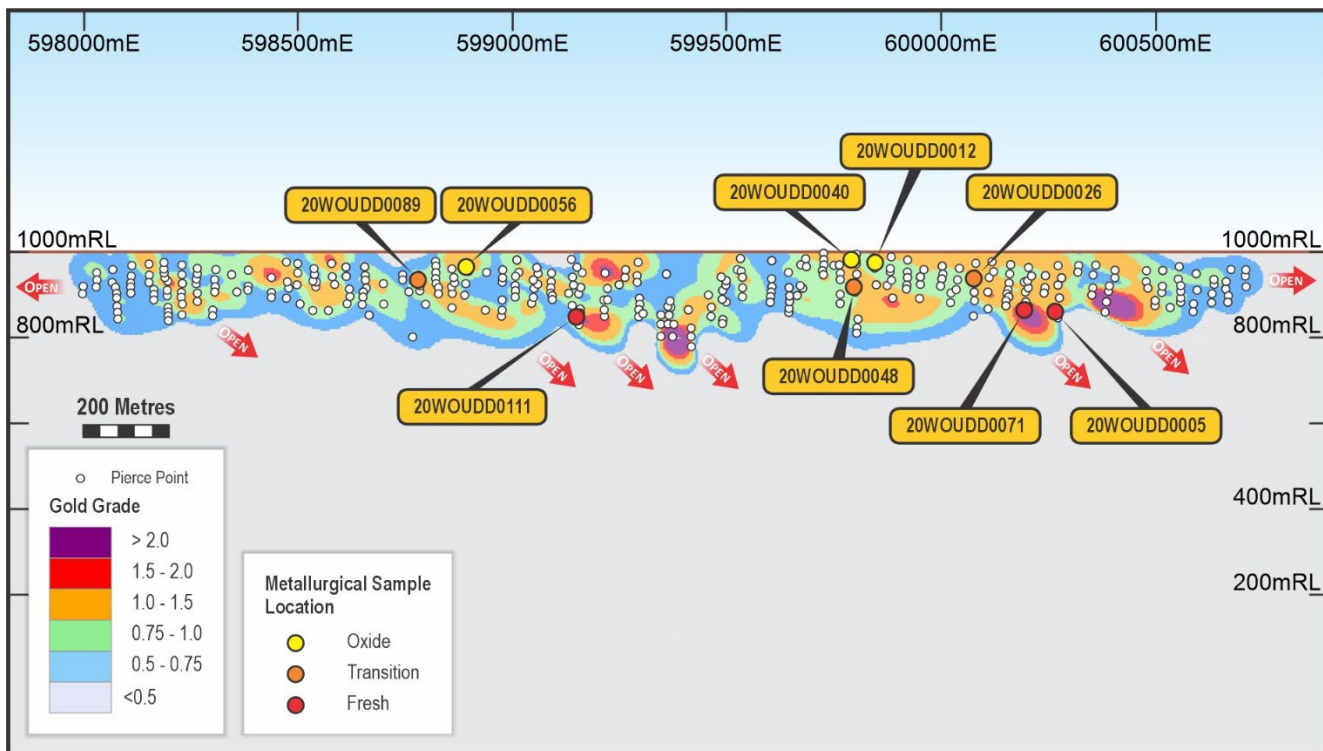 598000mE
598500mE
599000mE
599500mE
600000mE
600500mE
20WOUDD0012
20WOUDD0089
20WOUDD0056
20WOUDD0040
20WOUDD0026
1000mRL
1000mRL
OPEN
OPEN
800mRL
800mRL
OPEN
OPEN
OPEN
OPEN
OPEN
OPEN
20WOUDD0111
20WOUDD0048
20WOUDD0071
20WOUDD0005
200 Metres
Pierce Point
Gold Grade
> 2.0
1.5 - 2.0
1.0 - 1.5
0.75 - 1.0
0.5 - 0.75
<0.5
Metallurgical Sample
Location
Oxide
Transition
Fresh
400mRL
200mRL